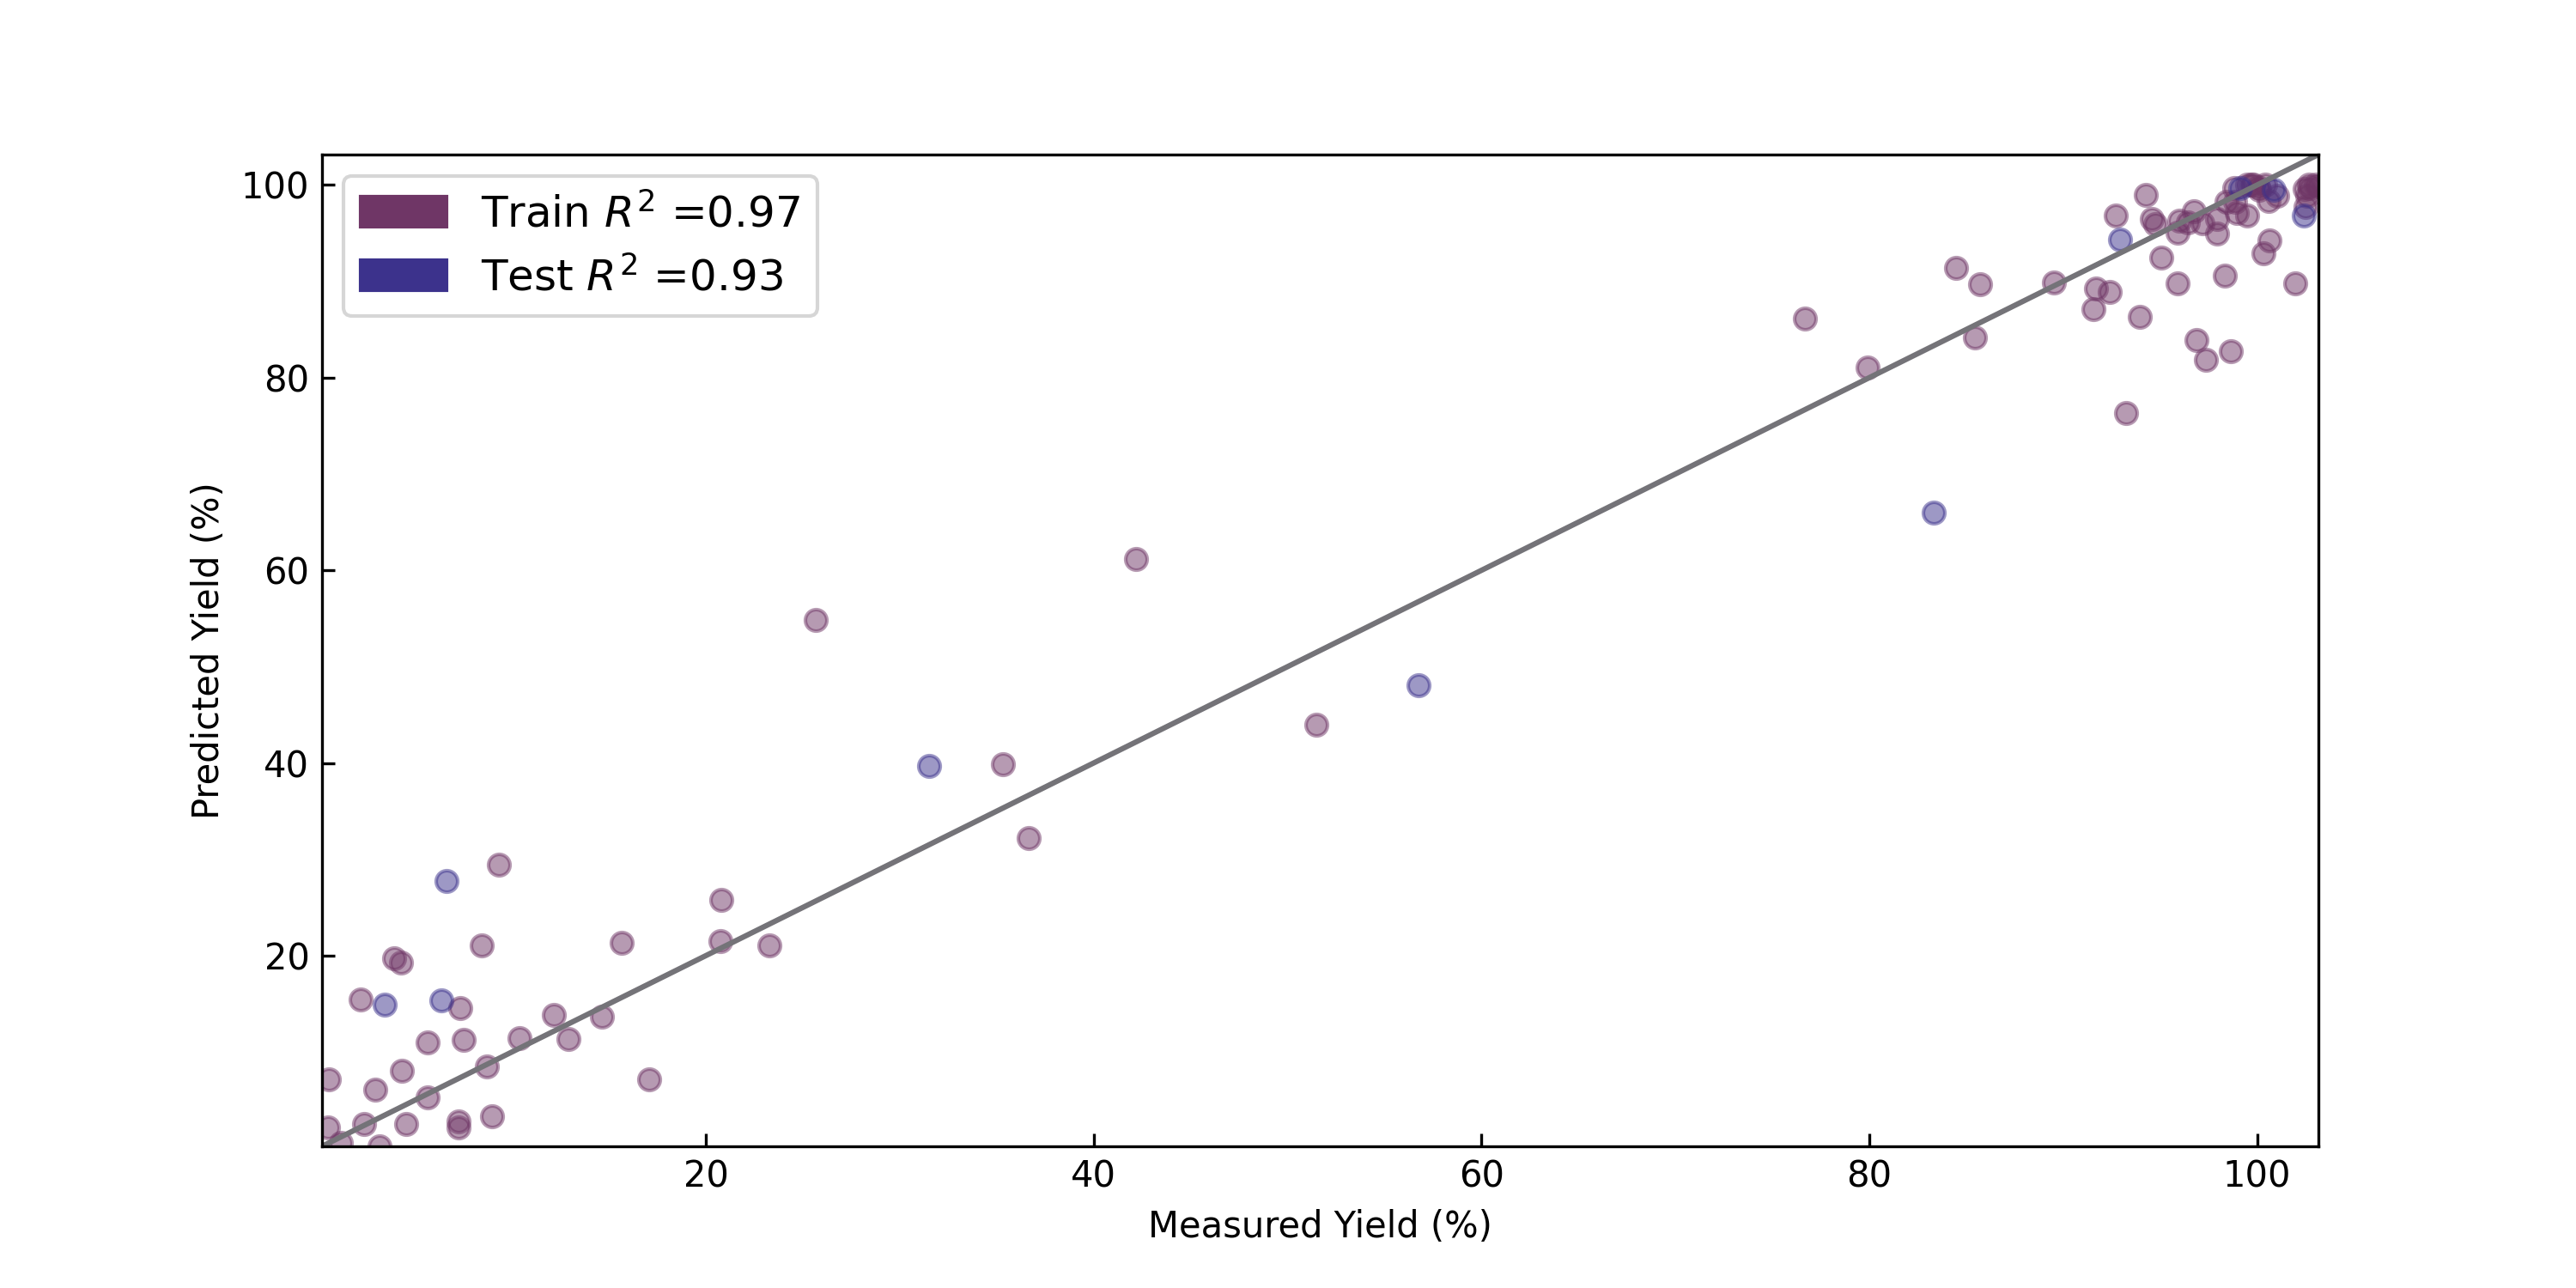 Train R² =0.97
Test R² =0.93
100
80
60
40
20
Predicted Yield (%)
20 40 60 80 100
Measured Yield (%)